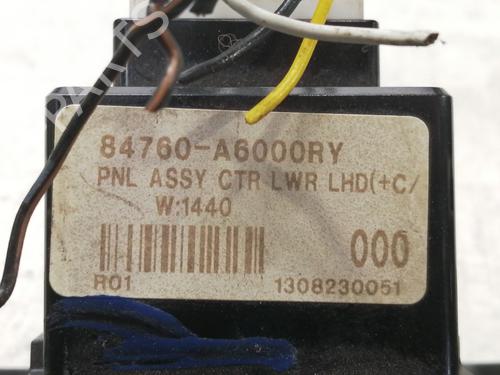 84760-A6000RY
PNL ASSY CTR LWR LHD(+C/
W:1440
000
R01
1308230051